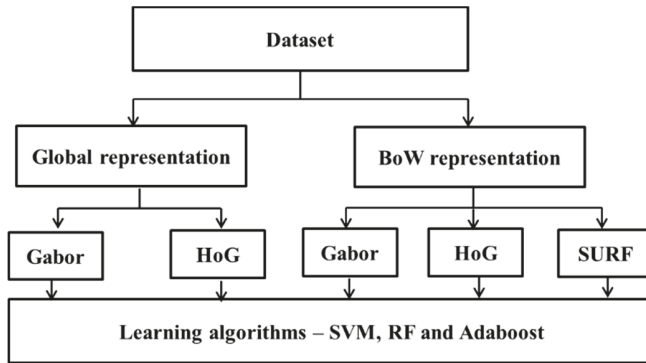 Dataset
Global representation
BoW representation
Gabor
HoG
Gabor
HoG
SURF
Learning algorithms – SVM, RF and Adaboost